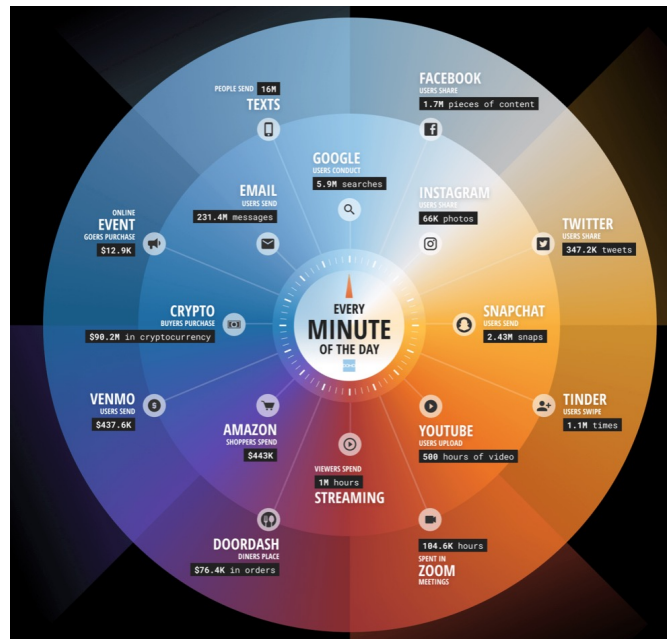 PEOPLE SEND 16M
TEXTS
FACEBOOK
USERS SHARE
1.7M pieces of content
GOOGLE
USERS CONDUCT
5.9M searches
EMAIL
USERS SEND
231.4M messages
INSTAGRAM
USERS SHARE
66K photos
ONLINE
EVENT
GOERS PURCHASE
$12.9K
TWITTER
USERS SHARE
347.2K tweets
CRYPTO
BUYERS PURCHASE
$90.2M in cryptocurrency
EVERY
MINUTE
OF THE DAY
SNAPCHAT
USERS SEND
2.43M snaps
VENMO
USERS SEND
$437.6K
AMAZON
SHOPPERS SPEND
$443K
YOUTUBE
USERS UPLOAD
500 hours of video
TINDER
USERS SWIPE
1.1M times
VIEWERS SPEND
1M hours
STREAMING
DOORDASH
DINERS PLACE
$76.4K in orders
104.6K hours
SPENT IN
ZOOM
MEETINGS